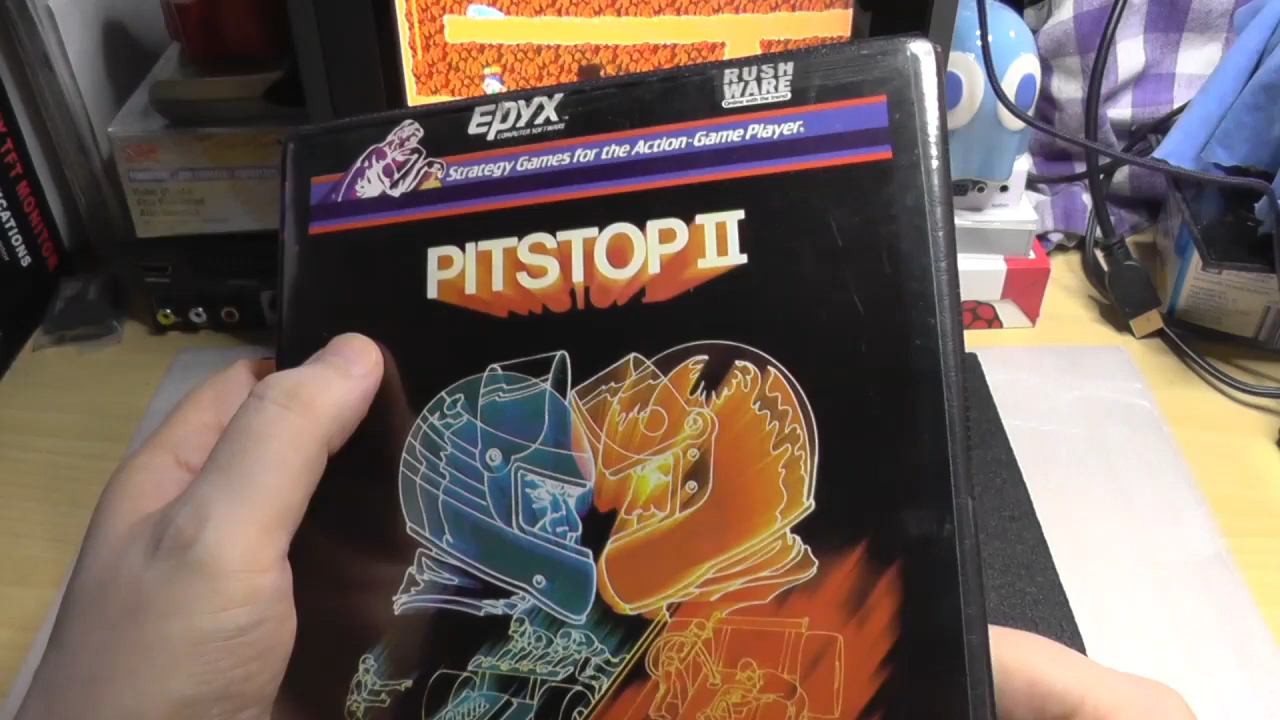 RUSH
WARE
Online with the trend
EPYX
COMPUTER SOFTWARE
Strategy Games for the Action-Game Player.
PITSTOP II
TFT MONITOR